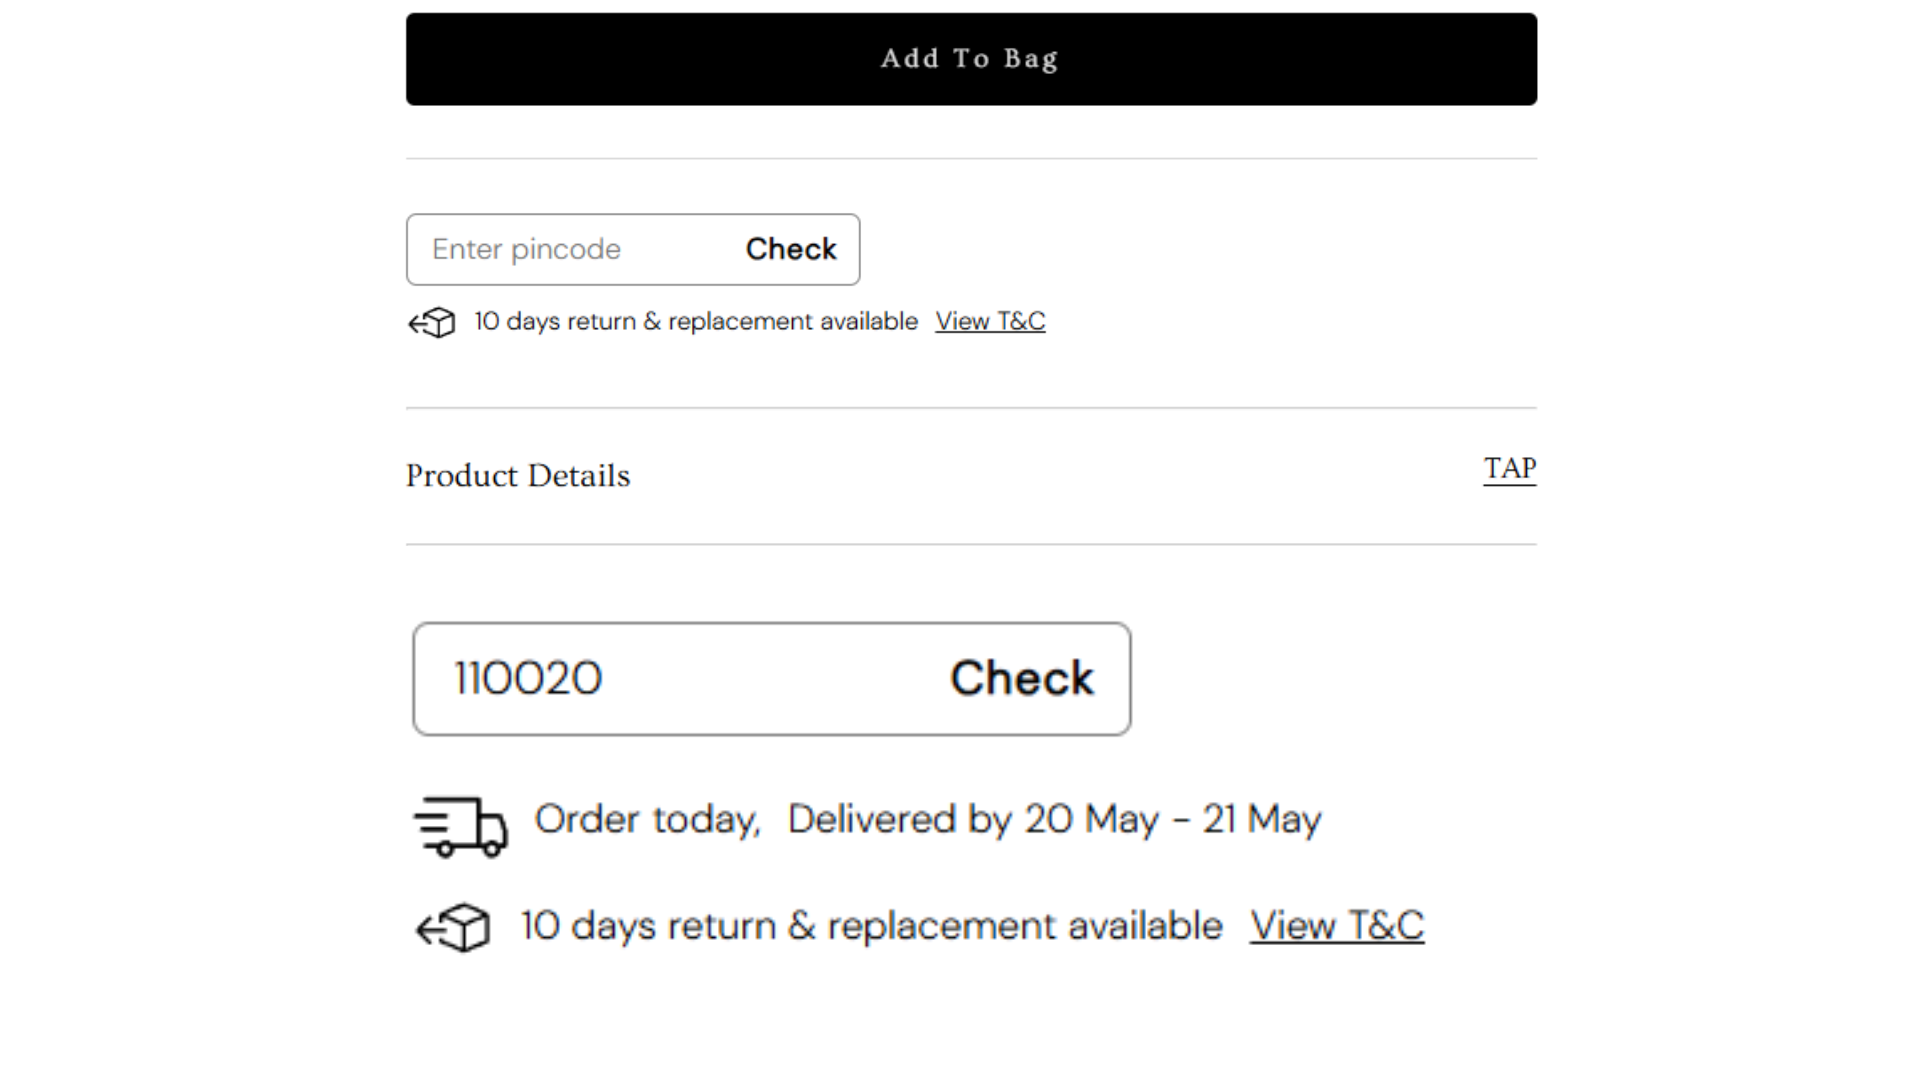 Add To Bag
Enter pincode Check
10 days return & replacement available View T&C
Product Details TAP
110020 Check
Order today, Delivered by 20 May - 21 May
10 days return & replacement available View T&C